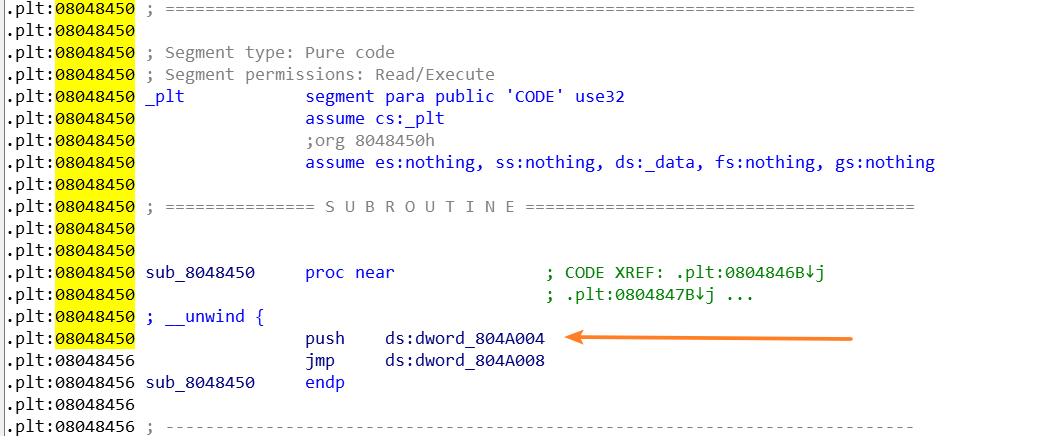 .plt:08048450 ; ===========================================================================
.plt:08048450
.plt:08048450 ; Segment type: Pure code
.plt:08048450 ; Segment permissions: Read/Execute
.plt:08048450 _plt            segment para public 'CODE' use32
.plt:08048450                 assume cs:_plt
.plt:08048450                 ;org 8048450h
.plt:08048450                 assume es:nothing, ss:nothing, ds:_data, fs:nothing, gs:nothing
.plt:08048450
.plt:08048450 ; =============== S U B R O U T I N E =======================================
.plt:08048450
.plt:08048450
.plt:08048450 sub_8048450     proc near               ; CODE XREF: .plt:0804846B↓j
.plt:08048450                                         ; .plt:0804847B↓j ...
.plt:08048450 ; __unwind {
.plt:08048450                 push    ds:dword_804A004
.plt:08048456                 jmp     ds:dword_804A008
.plt:08048456 sub_8048450     endp
.plt:08048456
.plt:08048456 ; ---------------------------------------------------------------------------